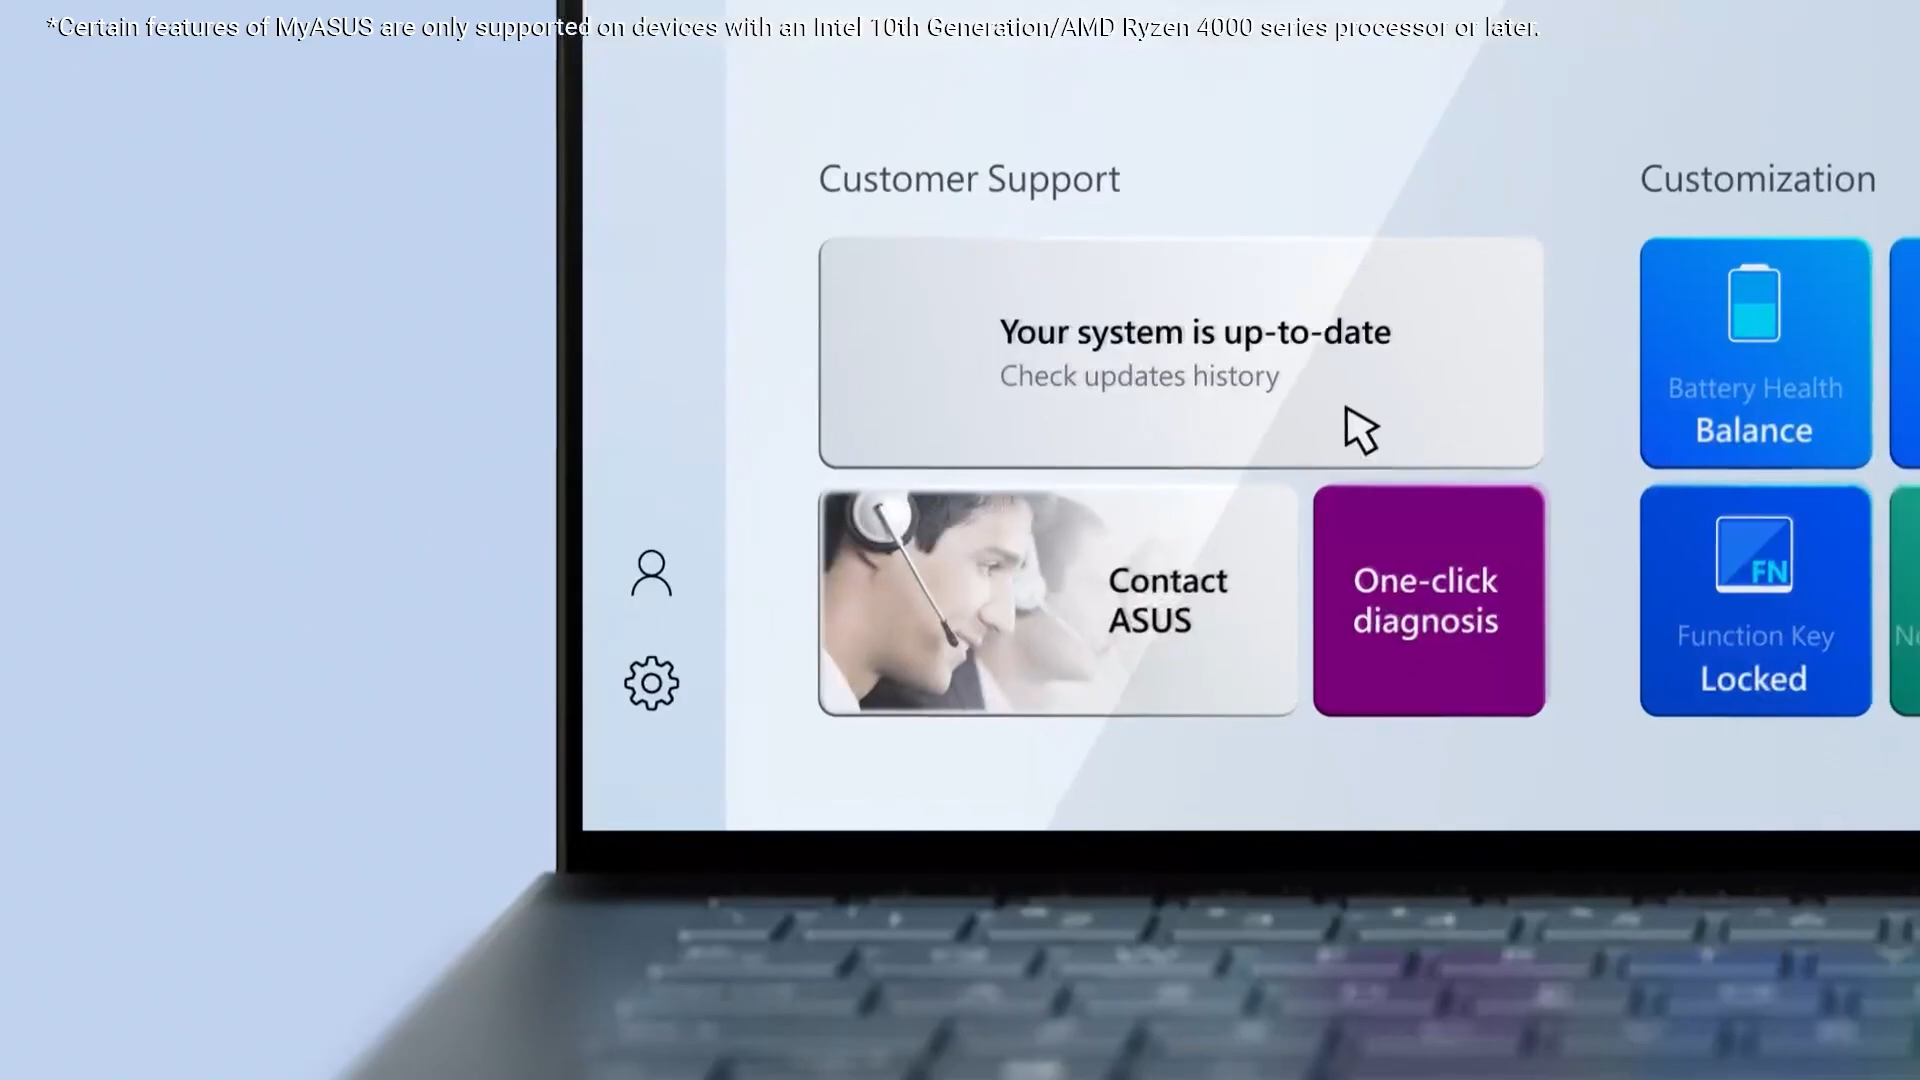 *Certain features of MyASUS are only supported on devices with an Intel 10th Generation/AMD Ryzen 4000 series processor or later.
Customer Support
Customization
Your system is up-to-date
Check updates history
Battery Health
Balance
Contact
ASUS
One-click
diagnosis
FN
Function Key
Locked